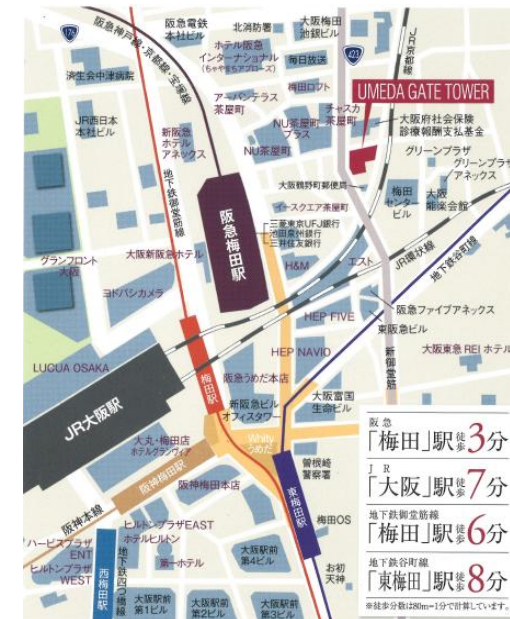 176
阪急神戸線・京都線・宝塚線
阪急電鉄
本社ビル
北消防署
大阪梅田
池銀ビル
423
JR京都線
済生会中津病院
ホテル阪急
インターナショナル
(ちゃやまちアプローズ)
毎日放送
UMEDA GATE TOWER
アーバンテラス
茶屋町
梅田ロフト
チャスカ
茶屋町
JR西日本
本社ビル
新阪急
ホテル
アネックス
NU茶屋町
プラス
NU茶屋町
大阪府社会保険
診療報酬支払基金
グリーンプラザ
グリーンプラザ
アネックス
地下鉄御堂筋線
大阪鶴野町郵便局
梅田
センター
ビル
大阪
能楽会館
イースクエア茶屋町
阪急梅田駅
三菱東京UFJ銀行
池田泉州銀行
三井住友銀行
グランフロント
大阪
大阪新阪急ホテル
H&M
エスト
JR環状線
地下鉄谷町線
ヨドバシカメラ
阪急ファイブアネックス
HEP FIVE
東阪急ビル
HEP NAVIO
新御堂筋
大阪東急REIホテル
LUCUA OSAKA
梅田駅
阪急うめだ本店
JR大阪駅
新阪急ビル
オフィスタワー
大阪富国
生命ビル
大丸・梅田店
ホテルグランヴィア
Whity
うめだ
曽根崎
警察署
阪神梅田駅
阪神梅田本店
東梅田駅
阪神本線
ヒルトンプラザEAST
ホテルヒルトン
梅田OS
ハービスプラザ
ENT
ヒルトンプラザ
WEST
西梅田駅
地下鉄四つ橋線
第一ホテル
大阪駅前
第4ビル
お初
天神
大阪駅前
第1ビル
大阪駅前
第2ビル
大阪駅前
第3ビル
阪急
「梅田」駅徒歩3分
JR
「大阪」駅徒歩7分
地下鉄御堂筋線
「梅田」駅徒歩6分
地下鉄谷町線
「東梅田」駅徒歩8分
※徒歩分数は80m=1分で計算しています。